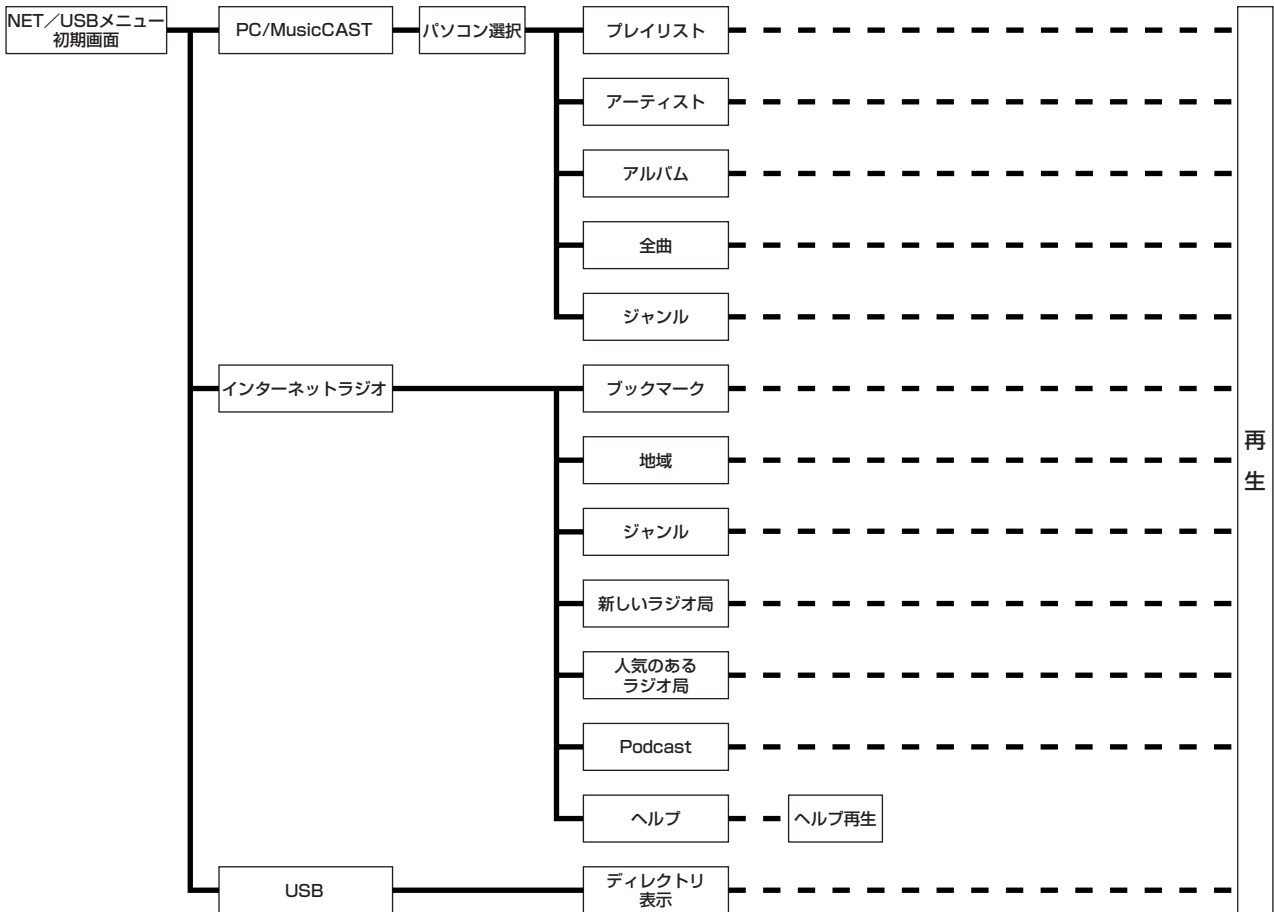 NET／USBメニュー
初期画面
PC/MusicCAST
パソコン選択
プレイリスト
アーティスト
アルバム
全曲
ジャンル
インターネットラジオ
ブックマーク
地域
ジャンル
新しいラジオ局
人気のある
ラジオ局
Podcast
ヘルプ
ヘルプ再生
USB
ディレクトリ
表示
再
生